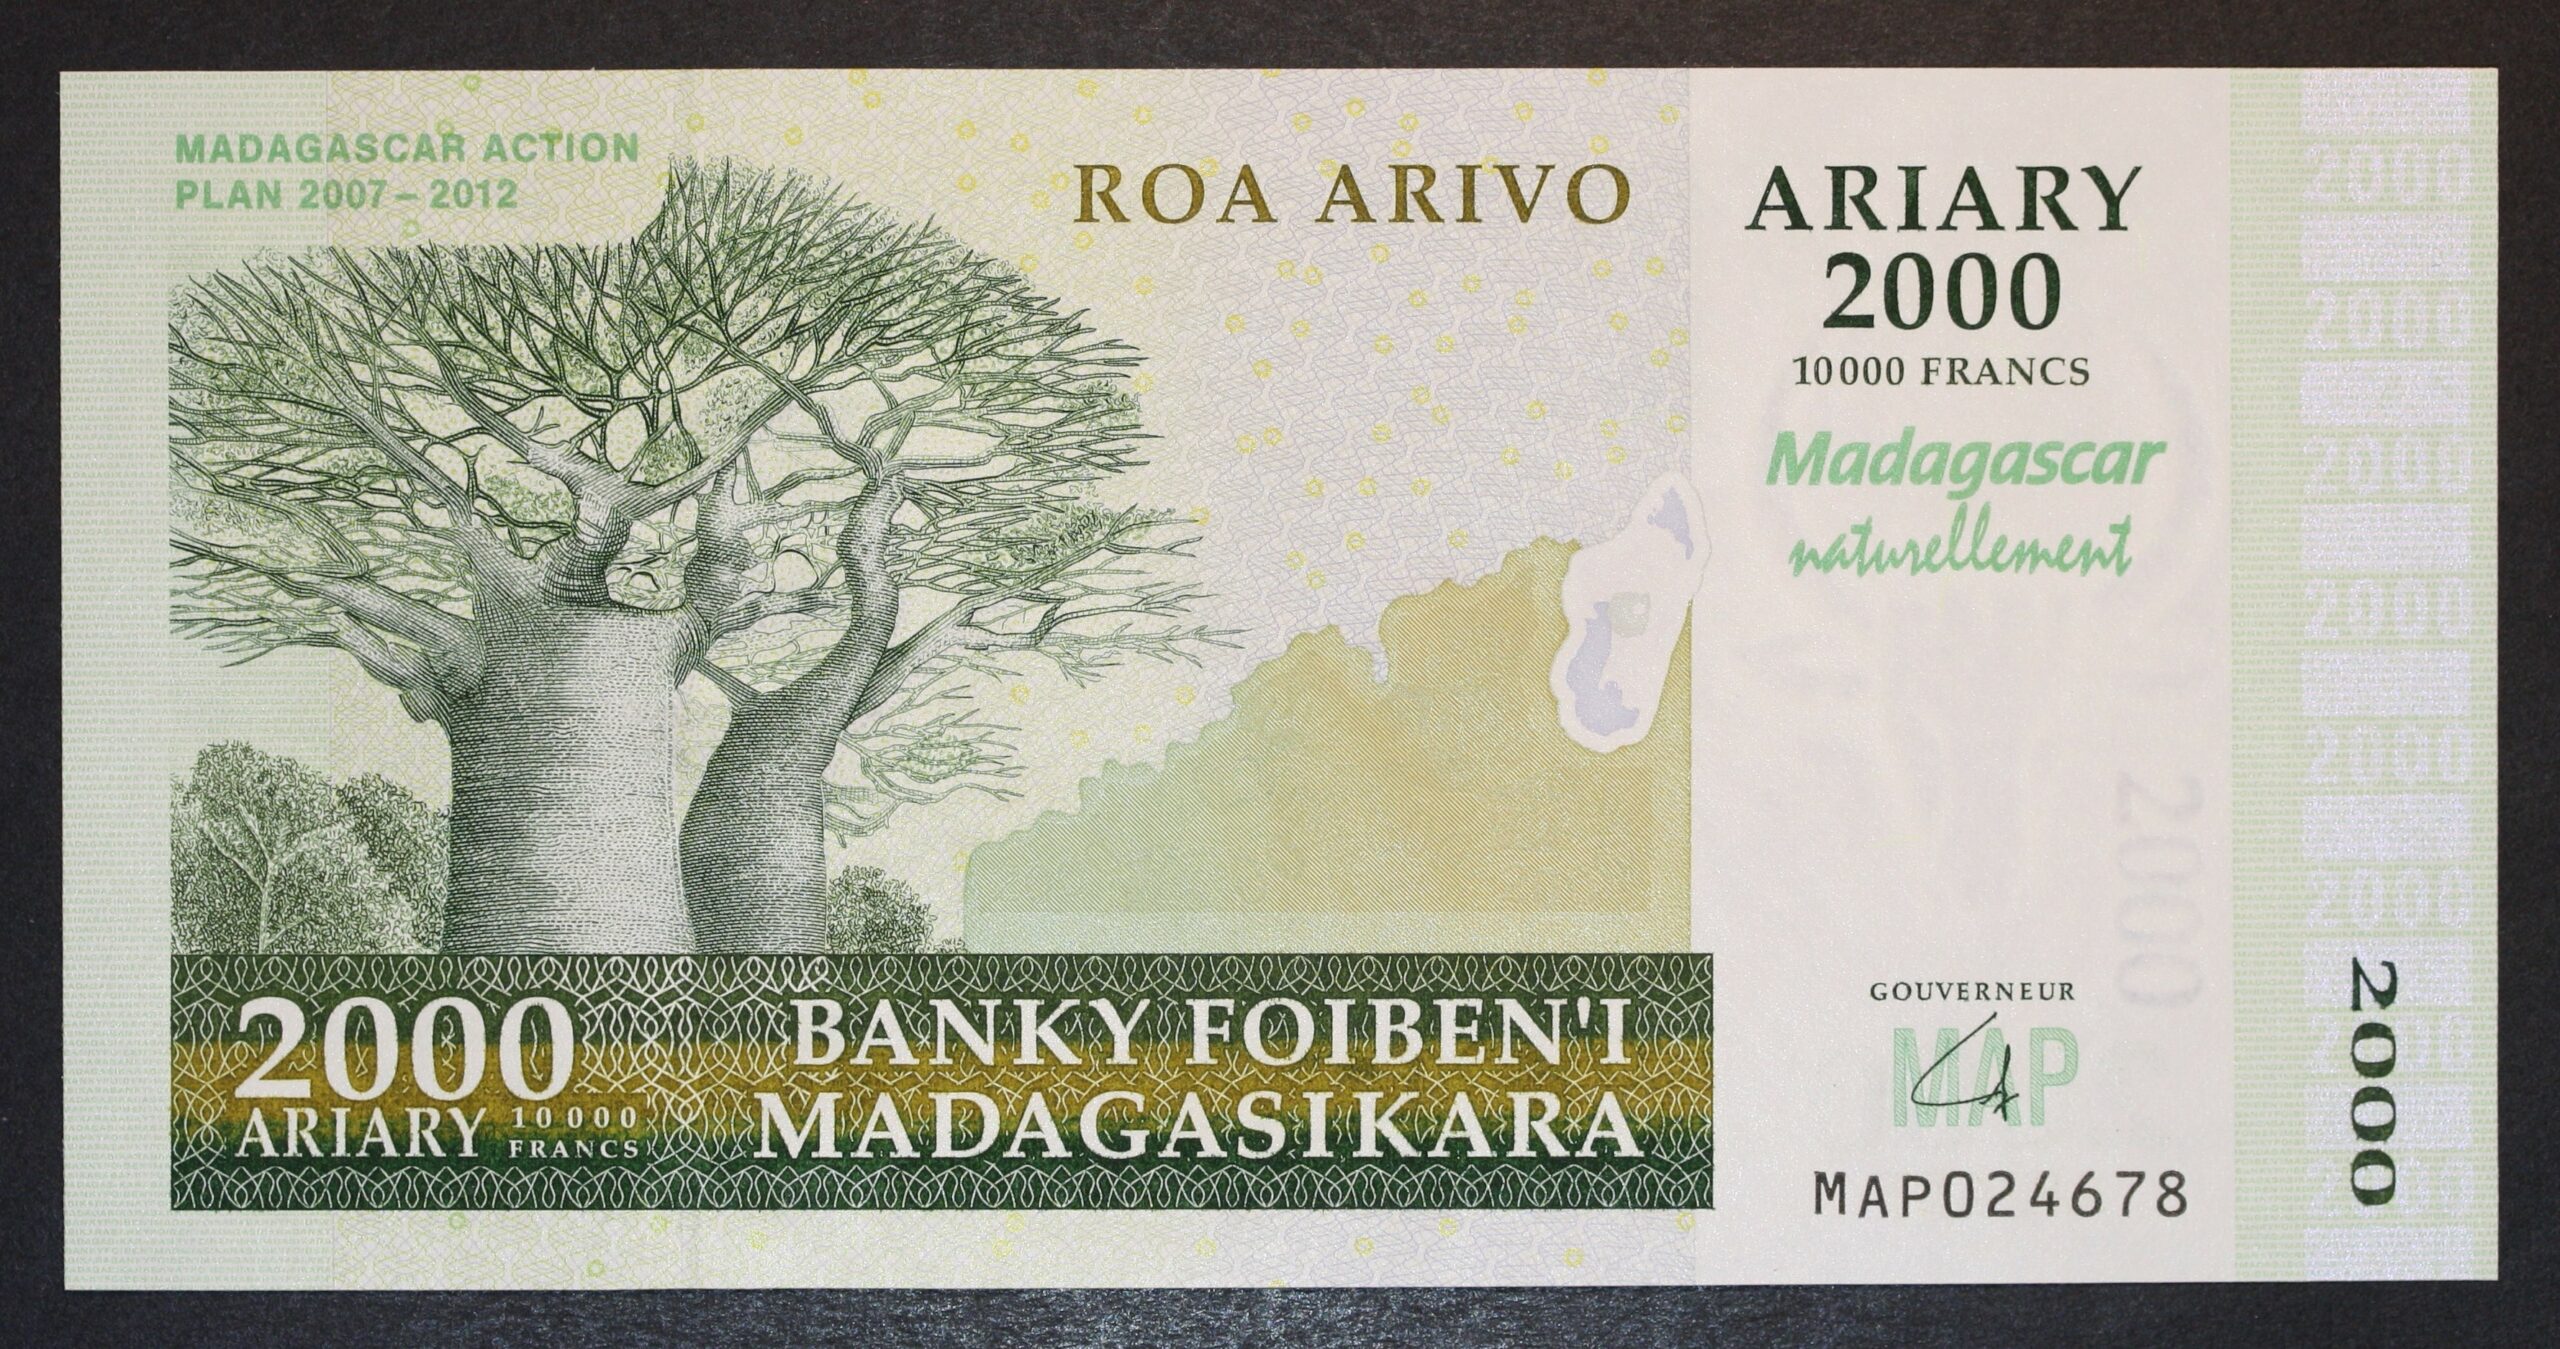 MADAGASCAR ACTION
PLAN 2007 – 2012
ROA ARIVO
ARIARY
2000
10000 FRANCS
Madagascar
naturellement
2000
ARIARY 10000
FRANCS
BANKY FOIBEN'I
MADAGASIKARA
GOUVERNEUR
MAP
MAP024678
2000
2000